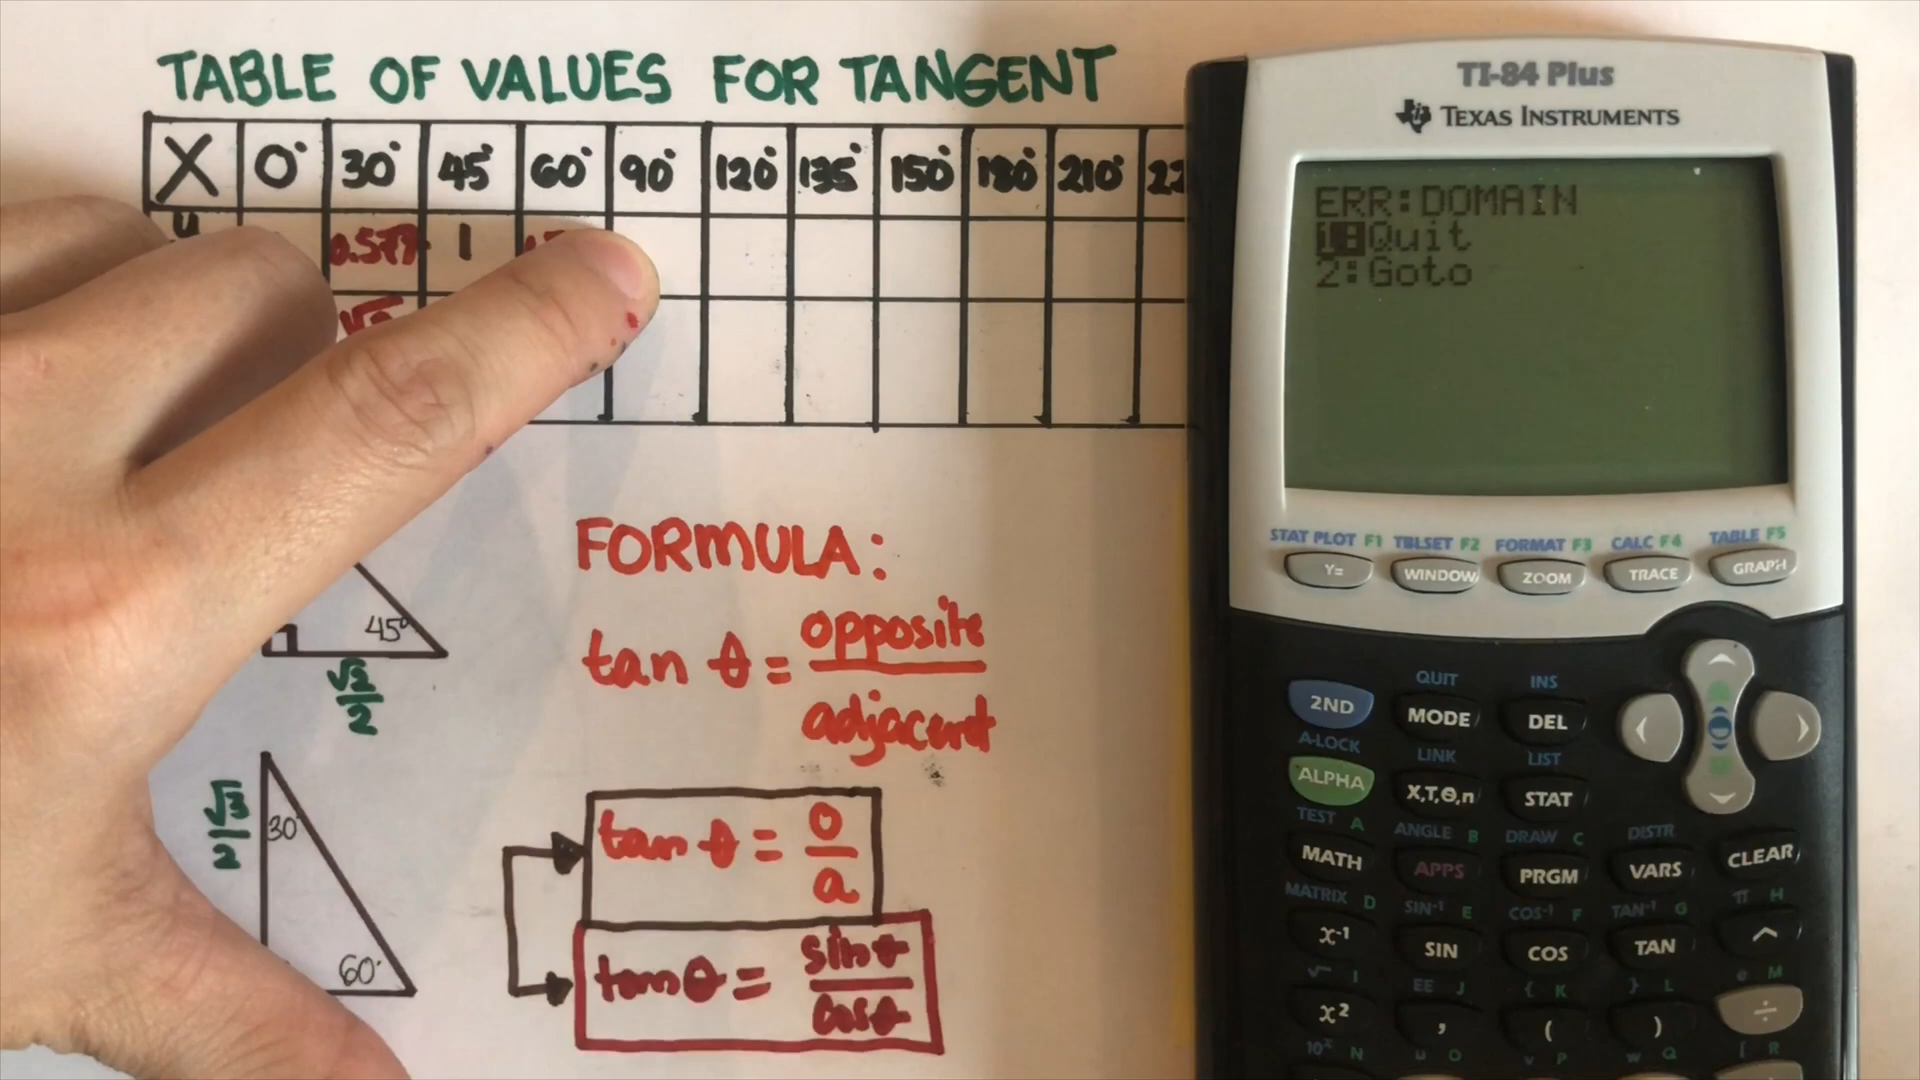 TABLE OF VALUES FOR TANGENT
X 0° 30° 45° 60° 90° 120° 135° 150° 180° 210° 22
y 0.577 1
FORMULA:
tan θ = opposite
adjacent
45°
√2
2
√3
2
30°
60°
tan θ = o
a
tan θ = sin θ
cos θ
TI-84 Plus
TEXAS INSTRUMENTS
ERR:DOMAIN
1:Quit
2:Goto
STAT PLOT F1 TBLSET F2 FORMAT F3 CALC F4 TABLE F5
Y= WINDOW ZOOM TRACE GRAPH
QUIT INS
2ND MODE DEL
A-LOCK LINK LIST
ALPHA X,T,Θ,n STAT
TEST A ANGLE B DRAW C DISTR
MATH APPS PRGM VARS CLEAR
MATRIX D SIN⁻¹ E COS⁻¹ F TAN⁻¹ G π H
x⁻¹ SIN COS TAN ^
√ I EE J { K } L e M
x² , ( ) ÷
10ˣ N u O v P w Q [ R